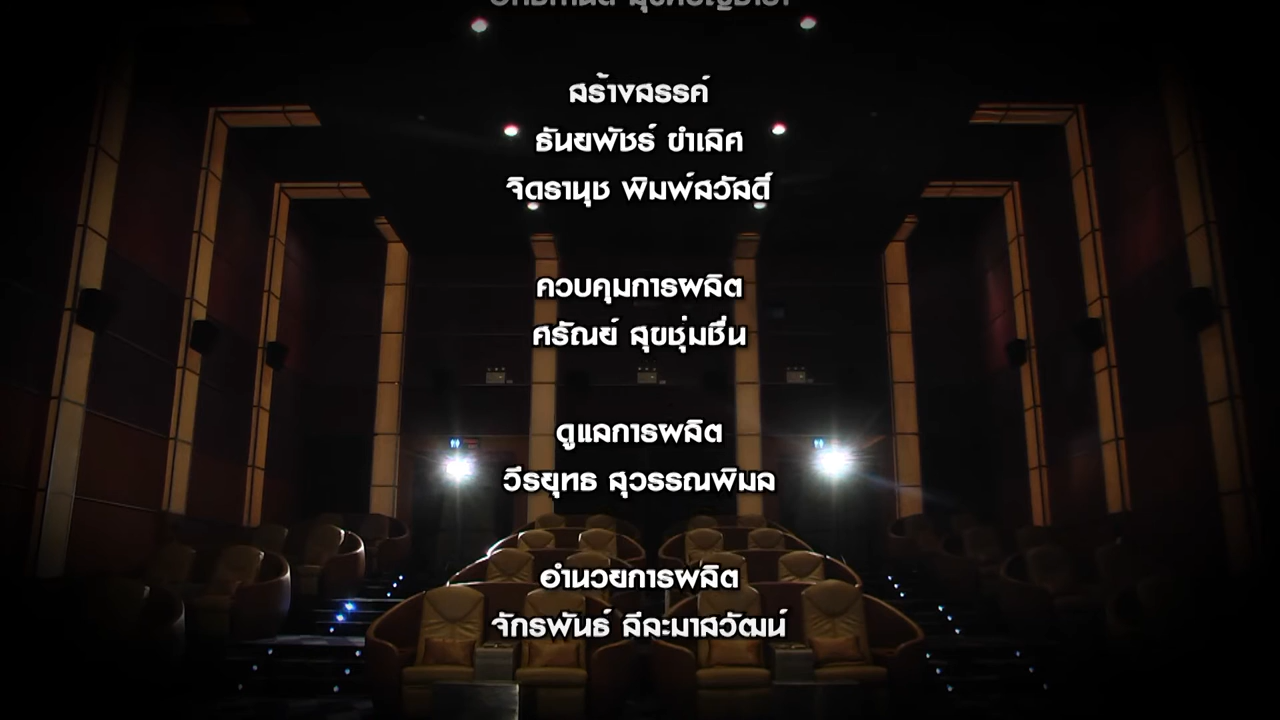 สร้างสรรค์
ธันยพัชร์ ขำเลิศ
จิดรานุช พิมพ์สวัสดิ์
ควบคุมการผลิต
ศรัณย์ สุขชุ่มชื่น
ดูแลการผลิต
วีรยุทธ สุวรรณพิมล
อำนวยการผลิต
จักรพันธ์ ลีละมาสวัฒน์